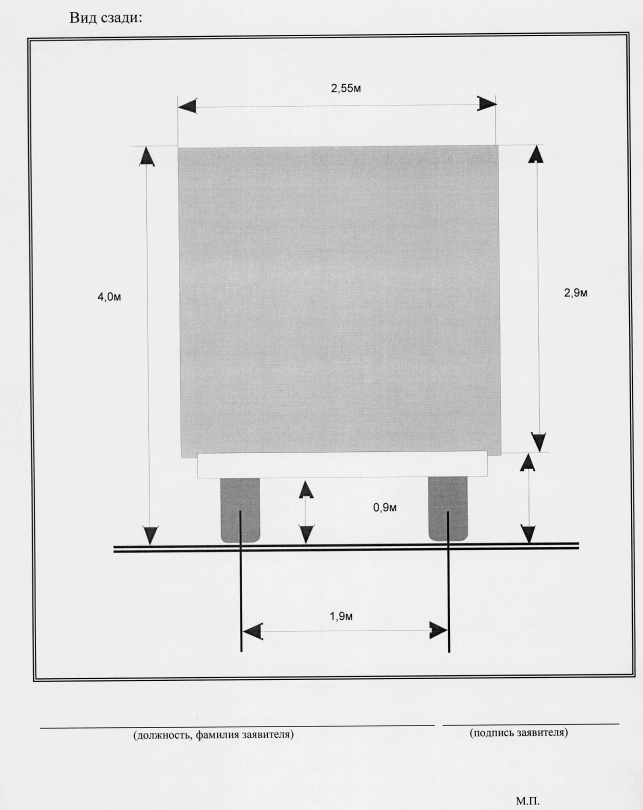 Вид сзади:
2,55м
4,0м
2,9м
0,9м
1,9м
(должность, фамилия заявителя)
(подпись заявителя)
М.П.